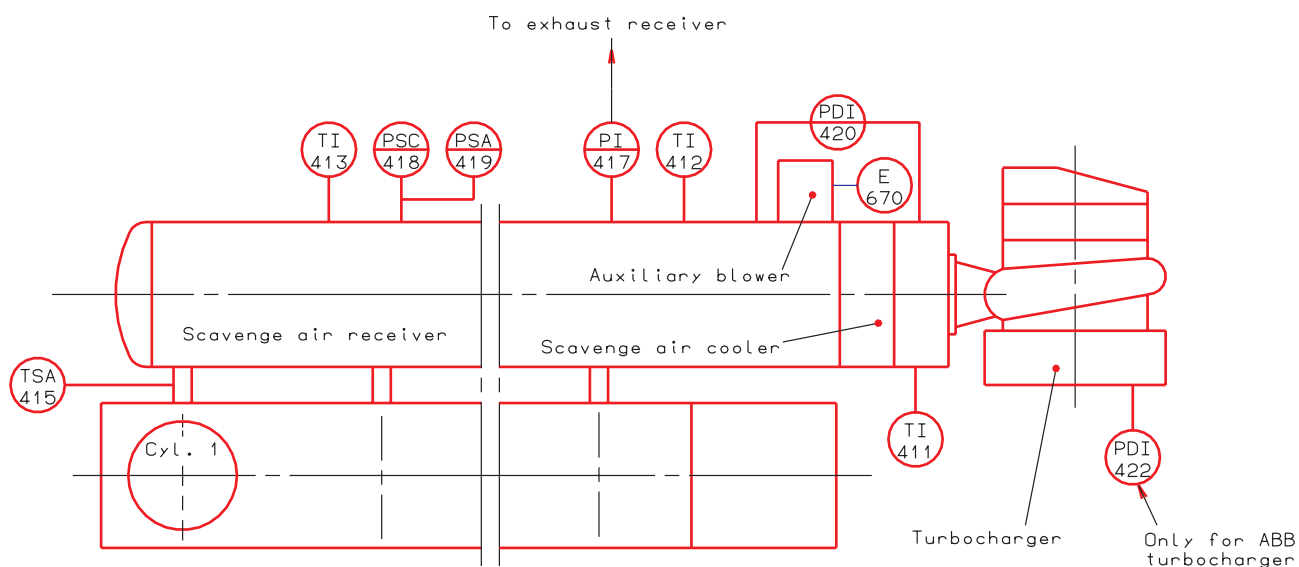 To exhaust receiver
PDI
420
TI
413
PSC
418
PSA
419
PI
417
TI
412
E
670
Auxiliary blower
Scavenge air receiver
Scavenge air cooler
TSA
415
Cyl. 1
TI
411
PDI
422
Turbocharger
Only for ABB
turbocharger